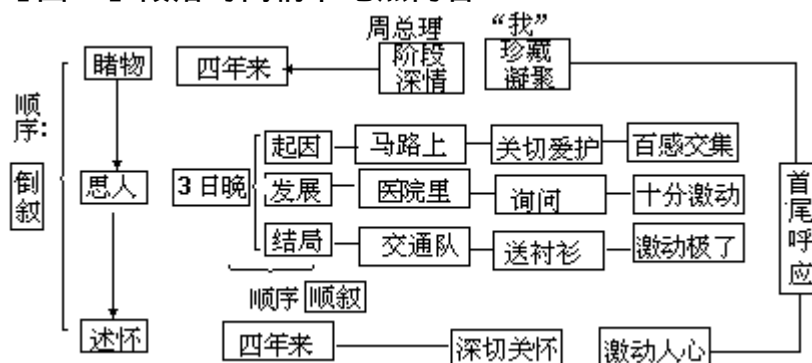 周总理 “我”
睹物 四年来 阶段深情 珍藏凝聚
顺序:
倒叙
起因 马路上 关切爱护 百感交集
思人 3日晚 发展 医院里 询问 十分激动
结局 交通队 送衬衫 激动极了
首尾呼应
顺序 顺叙
述怀 四年来 深切关怀 激动人心